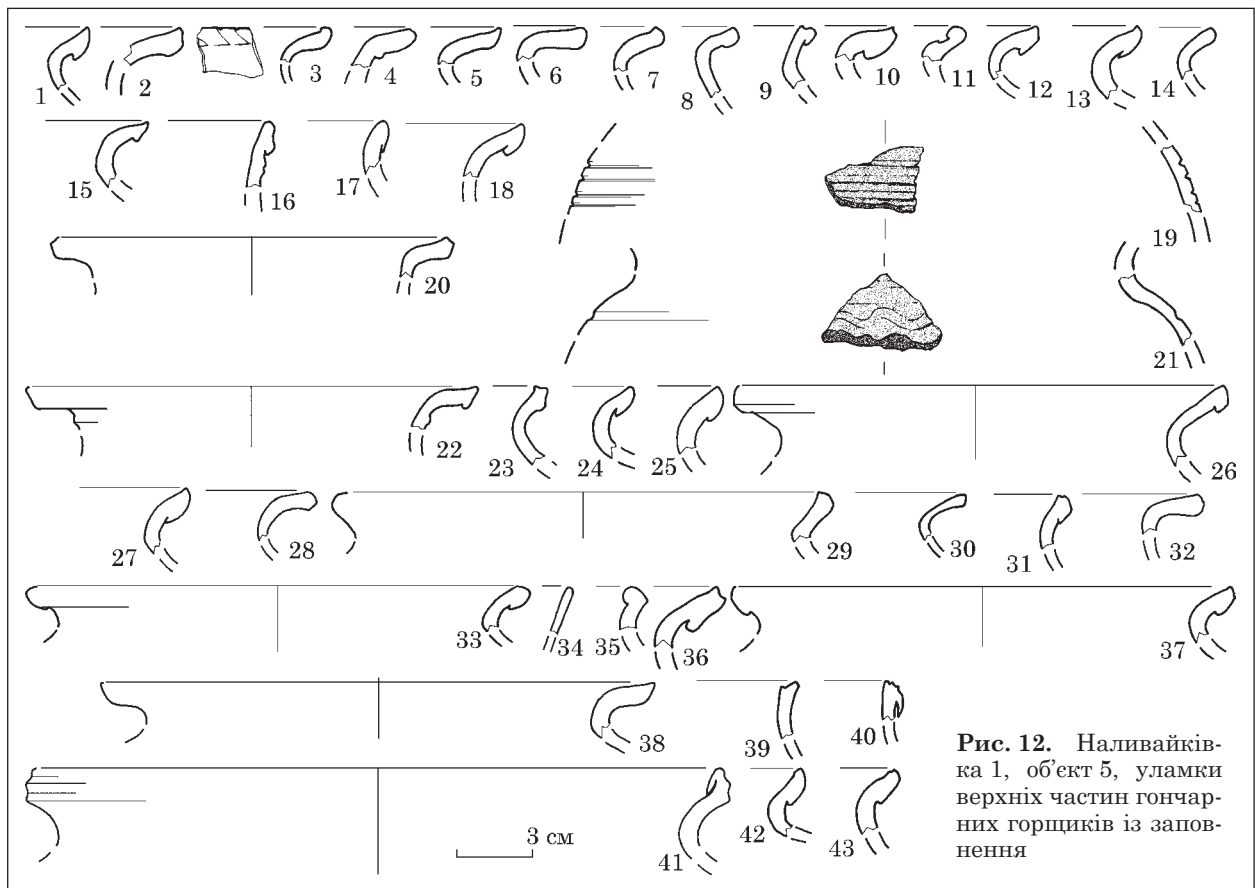 1 2 3 4 5 6 7 8 9 10 11 12 13 14
15 16 17 18 19
20 21
22 23 24 25 26
27 28 29 30 31 32
33 34 35 36 37
38 39 40
41 42 43
3 см
Рис. 12. Наливайків-
ка 1, об'єкт 5, уламки
верхніх частин гончар-
них горщиків із запов-
нення